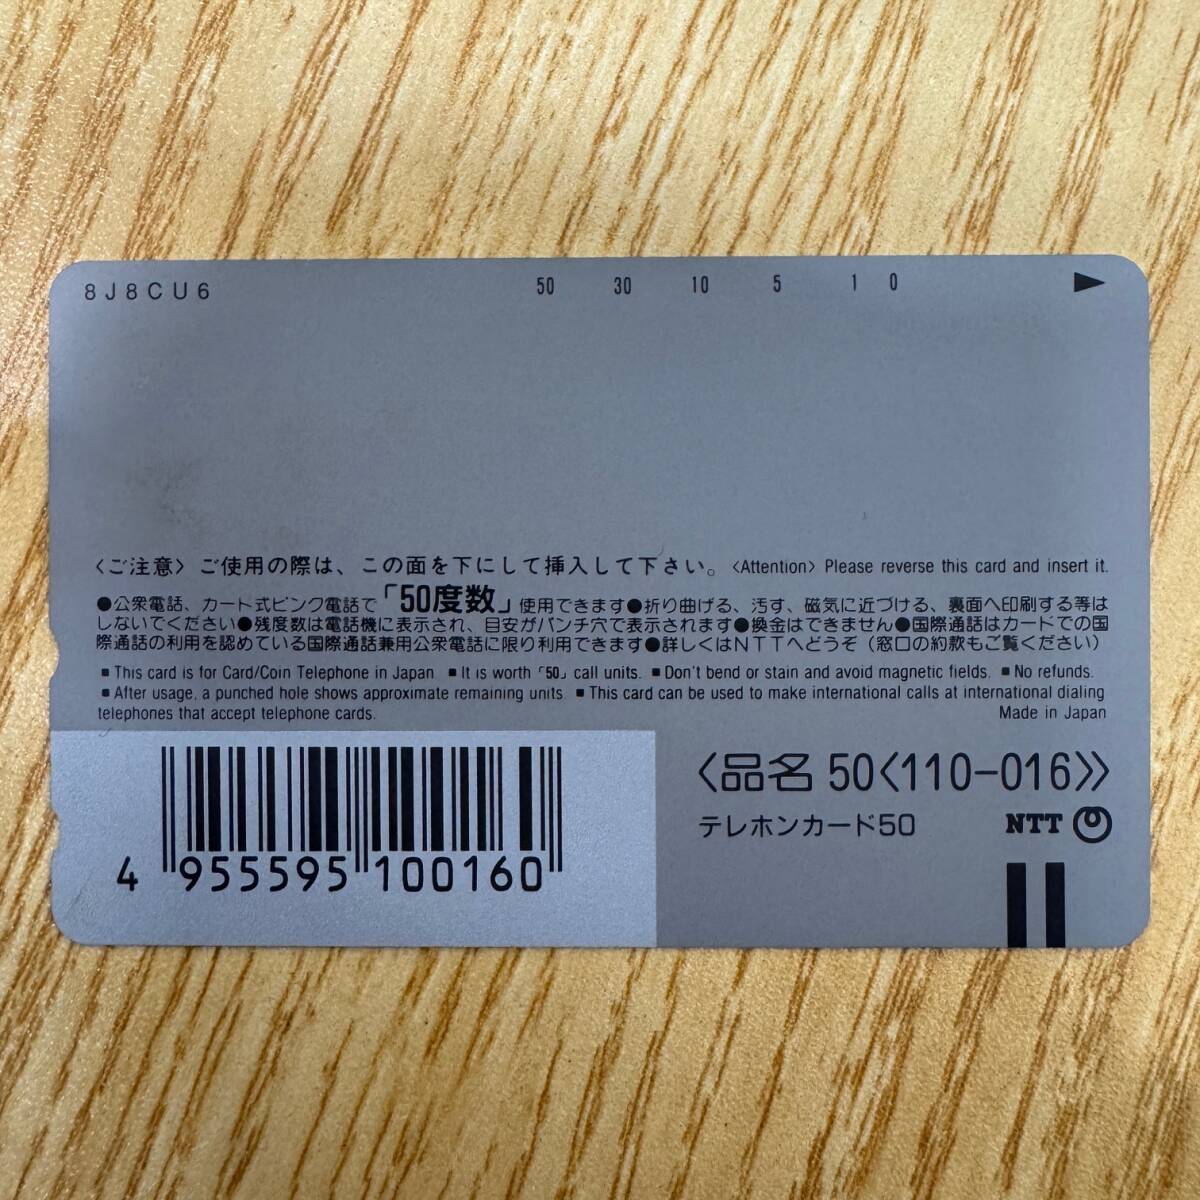 8J8CU6 50 30 10 5 1 0 ▶
〈ご注意〉ご使用の際は、この面を下にして挿入して下さい。〈Attention〉Please reverse this card and insert it.
●公衆電話、カード式ピンク電話で「50度数」使用できます●折り曲げる、汚す、磁気に近づける、裏面へ印刷する等は
しないでください●残度数は電話機に表示され、目安がパンチ穴で表示されます●換金はできません●国際通話はカードでの国
際通話の利用を認めている国際通話兼用公衆電話に限り利用できます●詳しくはNTTへどうぞ（窓口の約款もご覧ください）
■This card is for Card/Coin Telephone in Japan ■It is worth「50」call units. ■Don't bend or stain and avoid magnetic fields. ■No refunds.
■After usage, a punched hole shows approximate remaining units ■This card can be used to make international calls at international dialing
telephones that accept telephone cards. Made in Japan
〈品名 50〈110-016〉〉
テレホンカード50 NTT
4 955595 100160